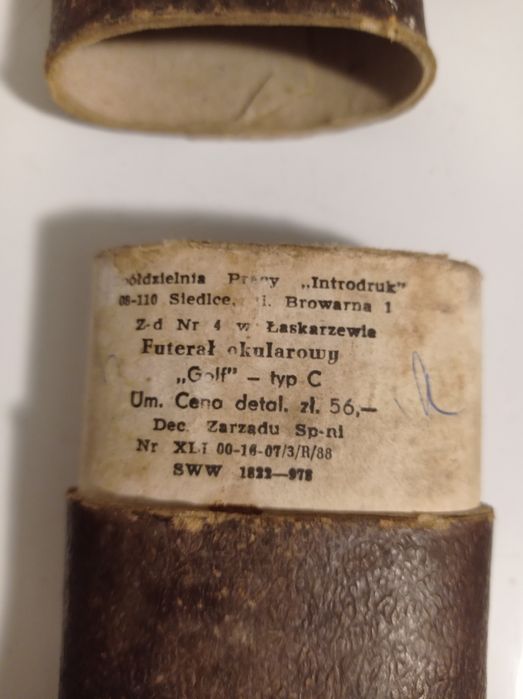 ółdzielnia Pracy „Introdruk”
08-110 Siedlce, ul. Browarna 1
Z-d Nr 4 w Łaskarzewie
Futerał okularowy
„Golf” — typ C
Um. Cena detal. zł. 56,—
Dec. Zarządu Sp-ni
Nr XLI 00-16-07/3/R/88
SWW 1822—978